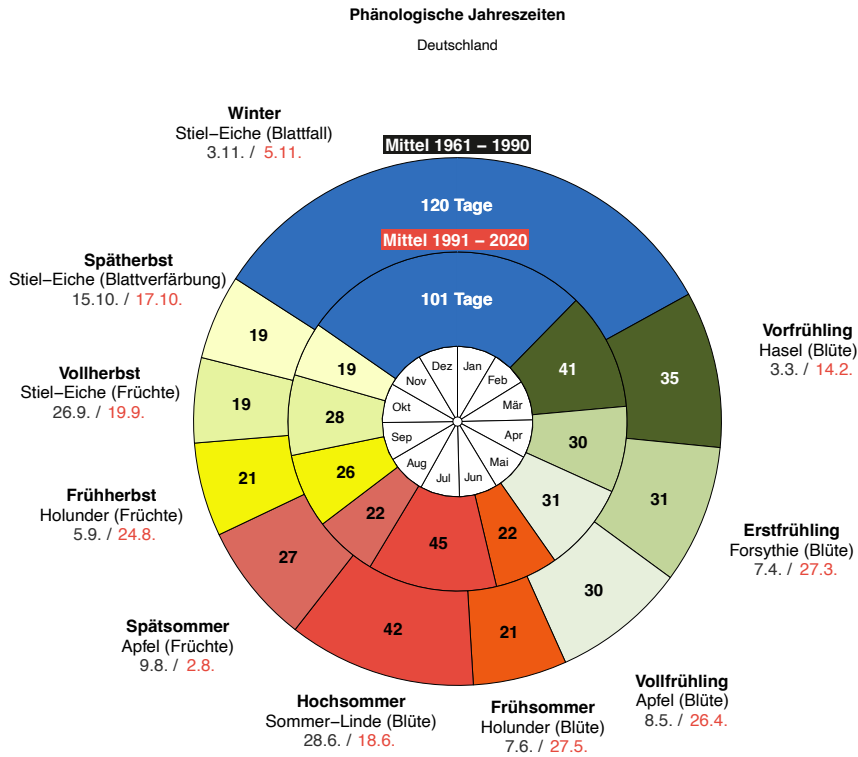 Phänologische Jahreszeiten
Deutschland
Winter
Stiel−Eiche (Blattfall)
3.11. / 5.11.
Mittel 1961 − 1990
120 Tage
Mittel 1991 − 2020
101 Tage
Spätherbst
Stiel−Eiche (Blattverfärbung)
15.10. / 17.10.
19
19
Vollherbst
Stiel−Eiche (Früchte)
26.9. / 19.9.
19
28
Frühherbst
Holunder (Früchte)
5.9. / 24.8.
21
26
Spätsommer
Apfel (Früchte)
9.8. / 2.8.
27
22
Hochsommer
Sommer−Linde (Blüte)
28.6. / 18.6.
42
45
Frühsommer
Holunder (Blüte)
7.6. / 27.5.
21
22
Vollfrühling
Apfel (Blüte)
8.5. / 26.4.
30
31
Erstfrühling
Forsythie (Blüte)
7.4. / 27.3.
31
30
Vorfrühling
Hasel (Blüte)
3.3. / 14.2.
35
41
Jan
Feb
Mär
Apr
Mai
Jun
Jul
Aug
Sep
Okt
Nov
Dez